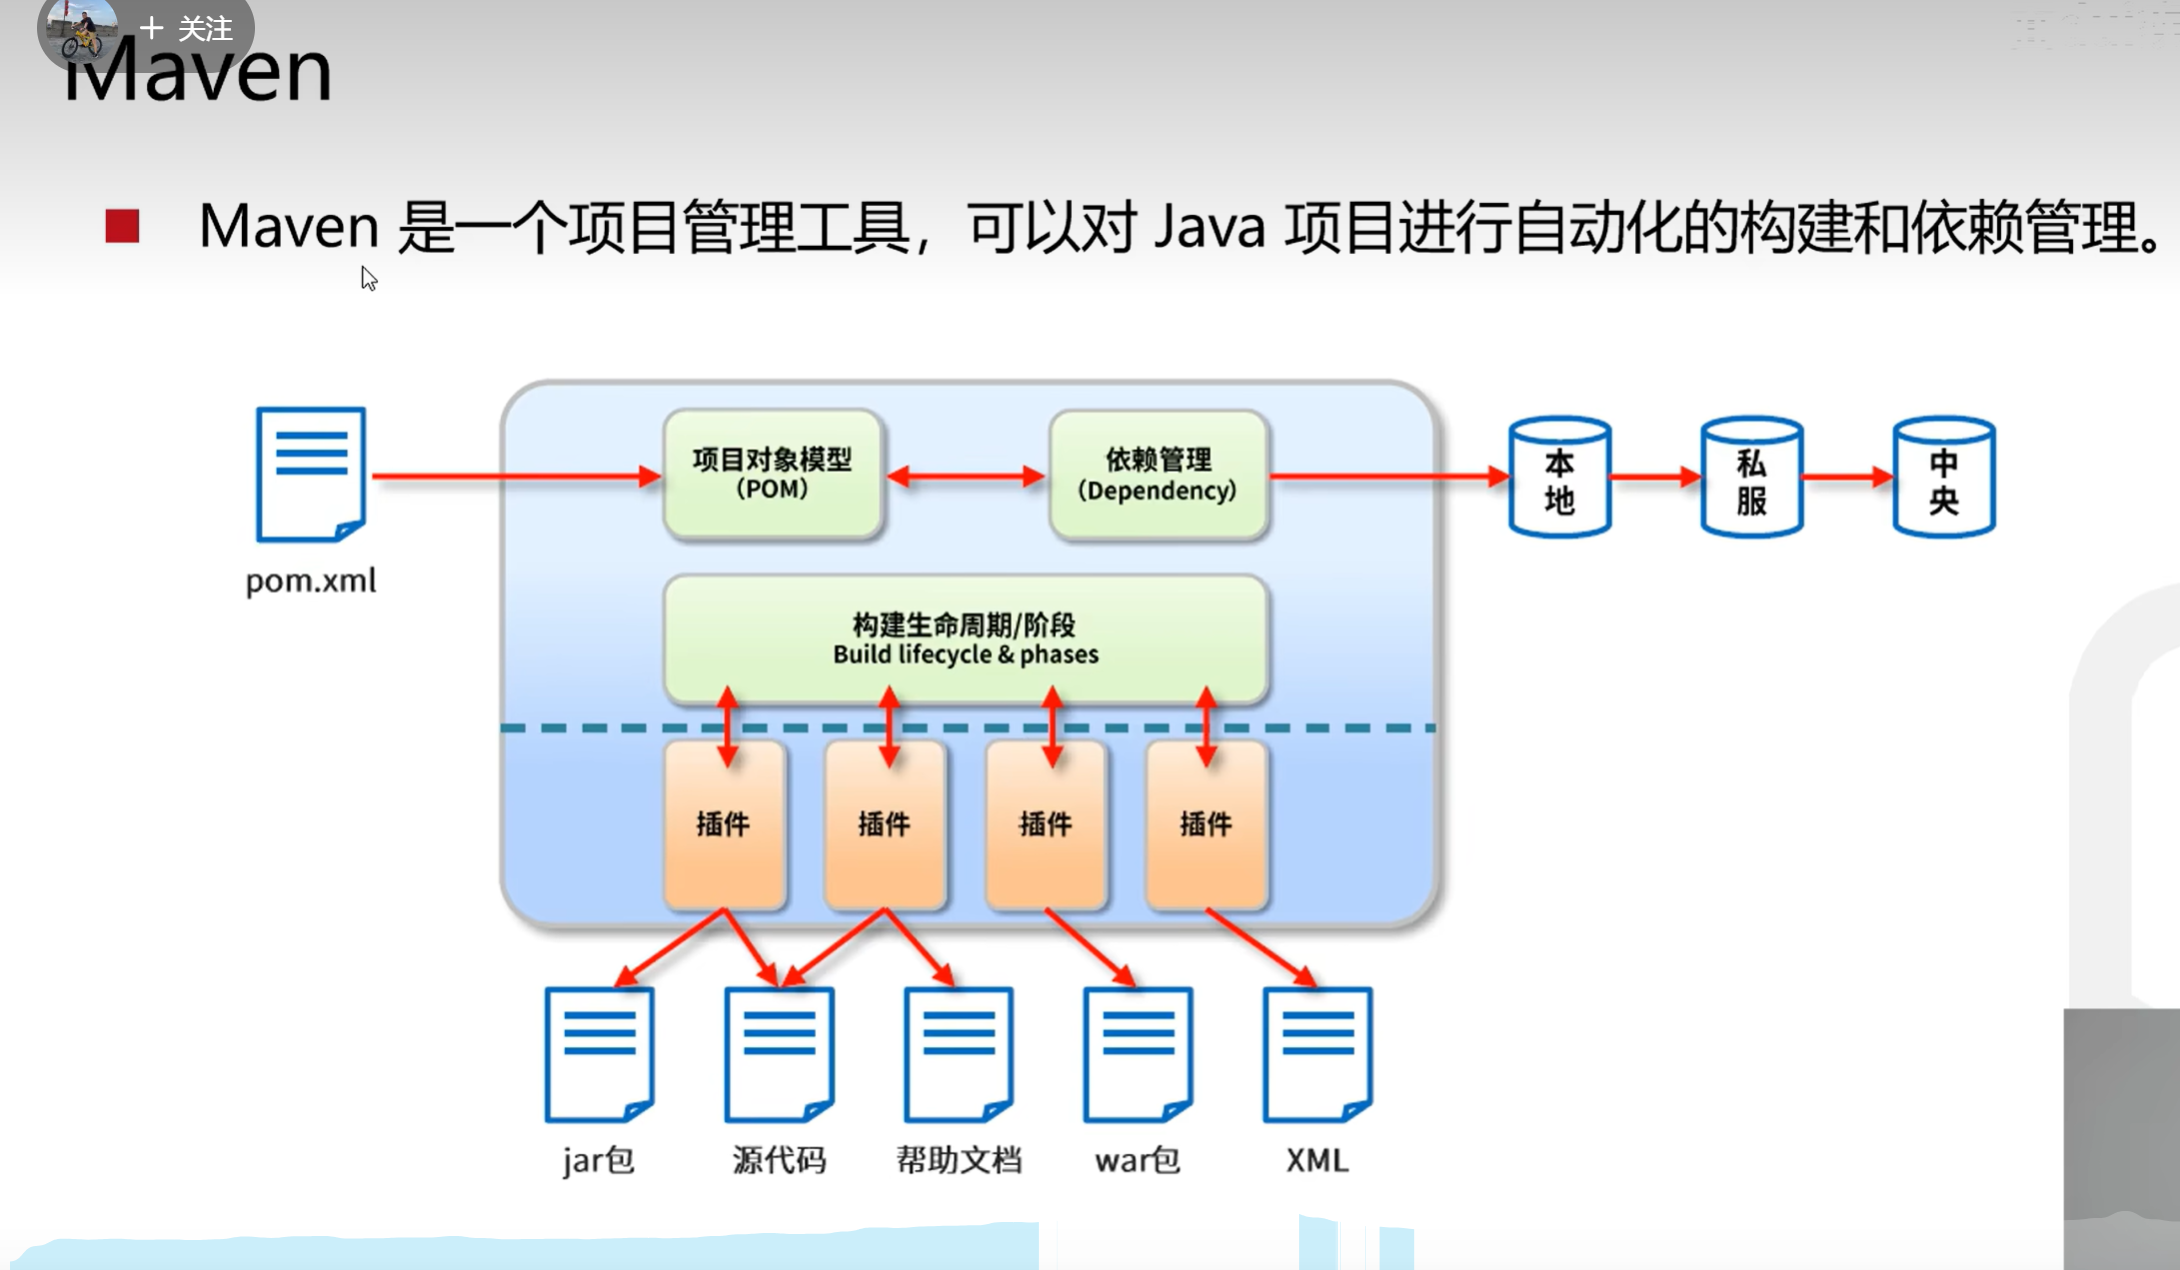 + 关注
Maven
Maven 是一个项目管理工具，可以对 Java 项目进行自动化的构建和依赖管理。
pom.xml
项目对象模型
（POM）
依赖管理
（Dependency）
本地
私服
中央
构建生命周期/阶段
Build lifecycle & phases
插件
插件
插件
插件
jar包
源代码
帮助文档
war包
XML